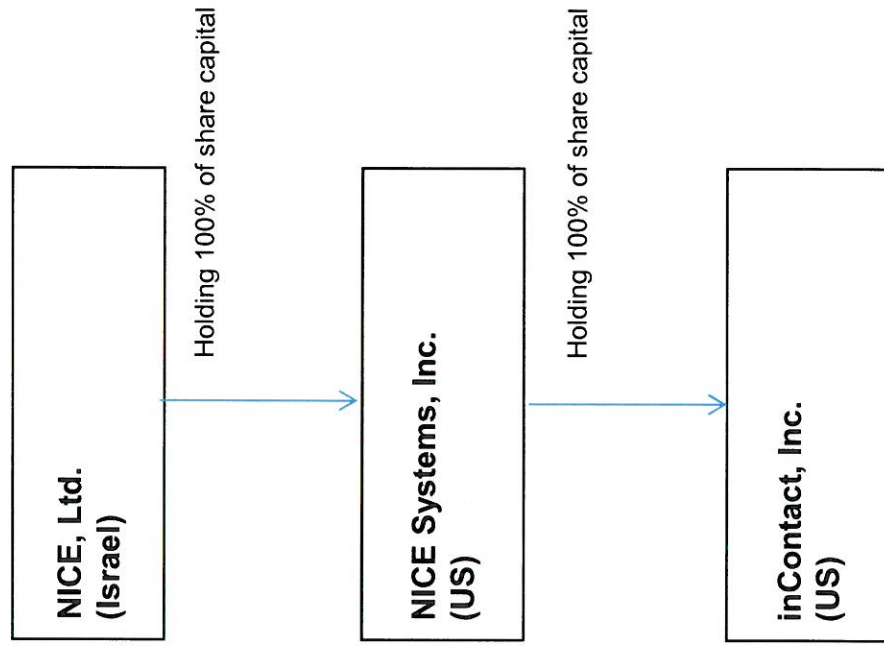 NICE, Ltd.
(Israel)
Holding 100% of share capital
NICE Systems, Inc.
(US)
Holding 100% of share capital
inContact, Inc.
(US)